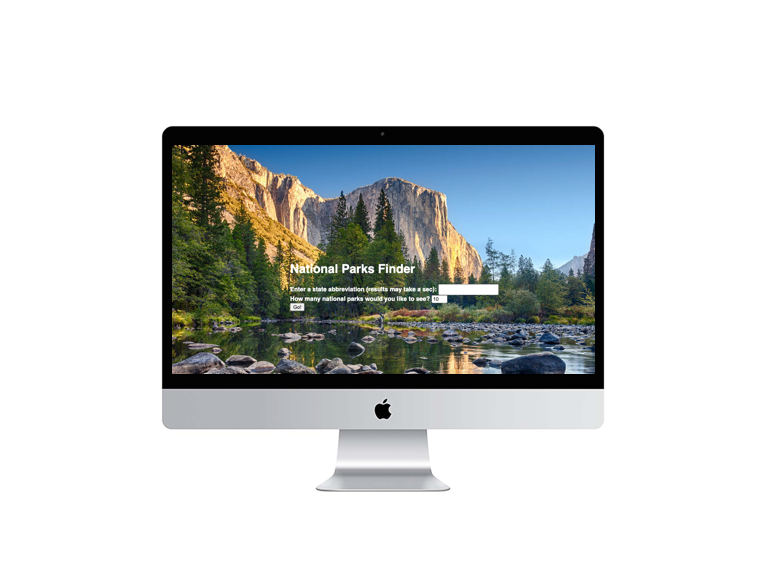 National Parks Finder
Enter a state abbreviation (results may take a sec):
How many national parks would you like to see? 10
Go!